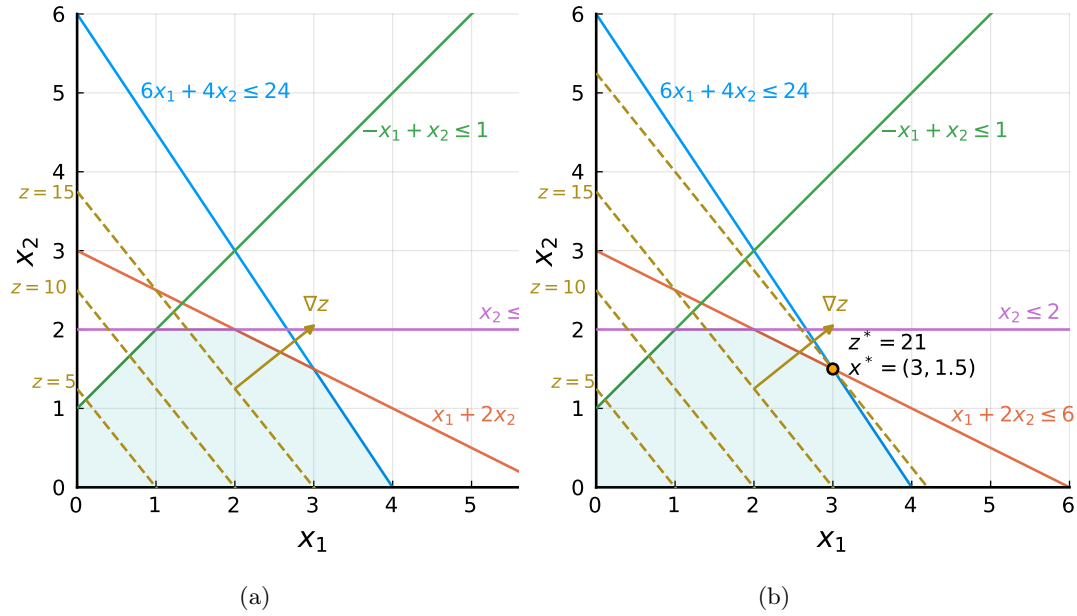 6
5
4
3
2
1
0
x₂
6x₁ + 4x₂ ≤ 24
−x₁ + x₂ ≤ 1
z = 15
z = 10
z = 5
∇z
x₂ ≤
x₁ + 2x₂
0
1
2
3
4
5
x₁
(a)
6
5
4
3
2
1
0
x₂
6x₁ + 4x₂ ≤ 24
−x₁ + x₂ ≤ 1
z = 15
z = 10
z = 5
∇z
x₂ ≤ 2
z* = 21
x* = (3, 1.5)
x₁ + 2x₂ ≤ 6
0
1
2
3
4
5
6
x₁
(b)